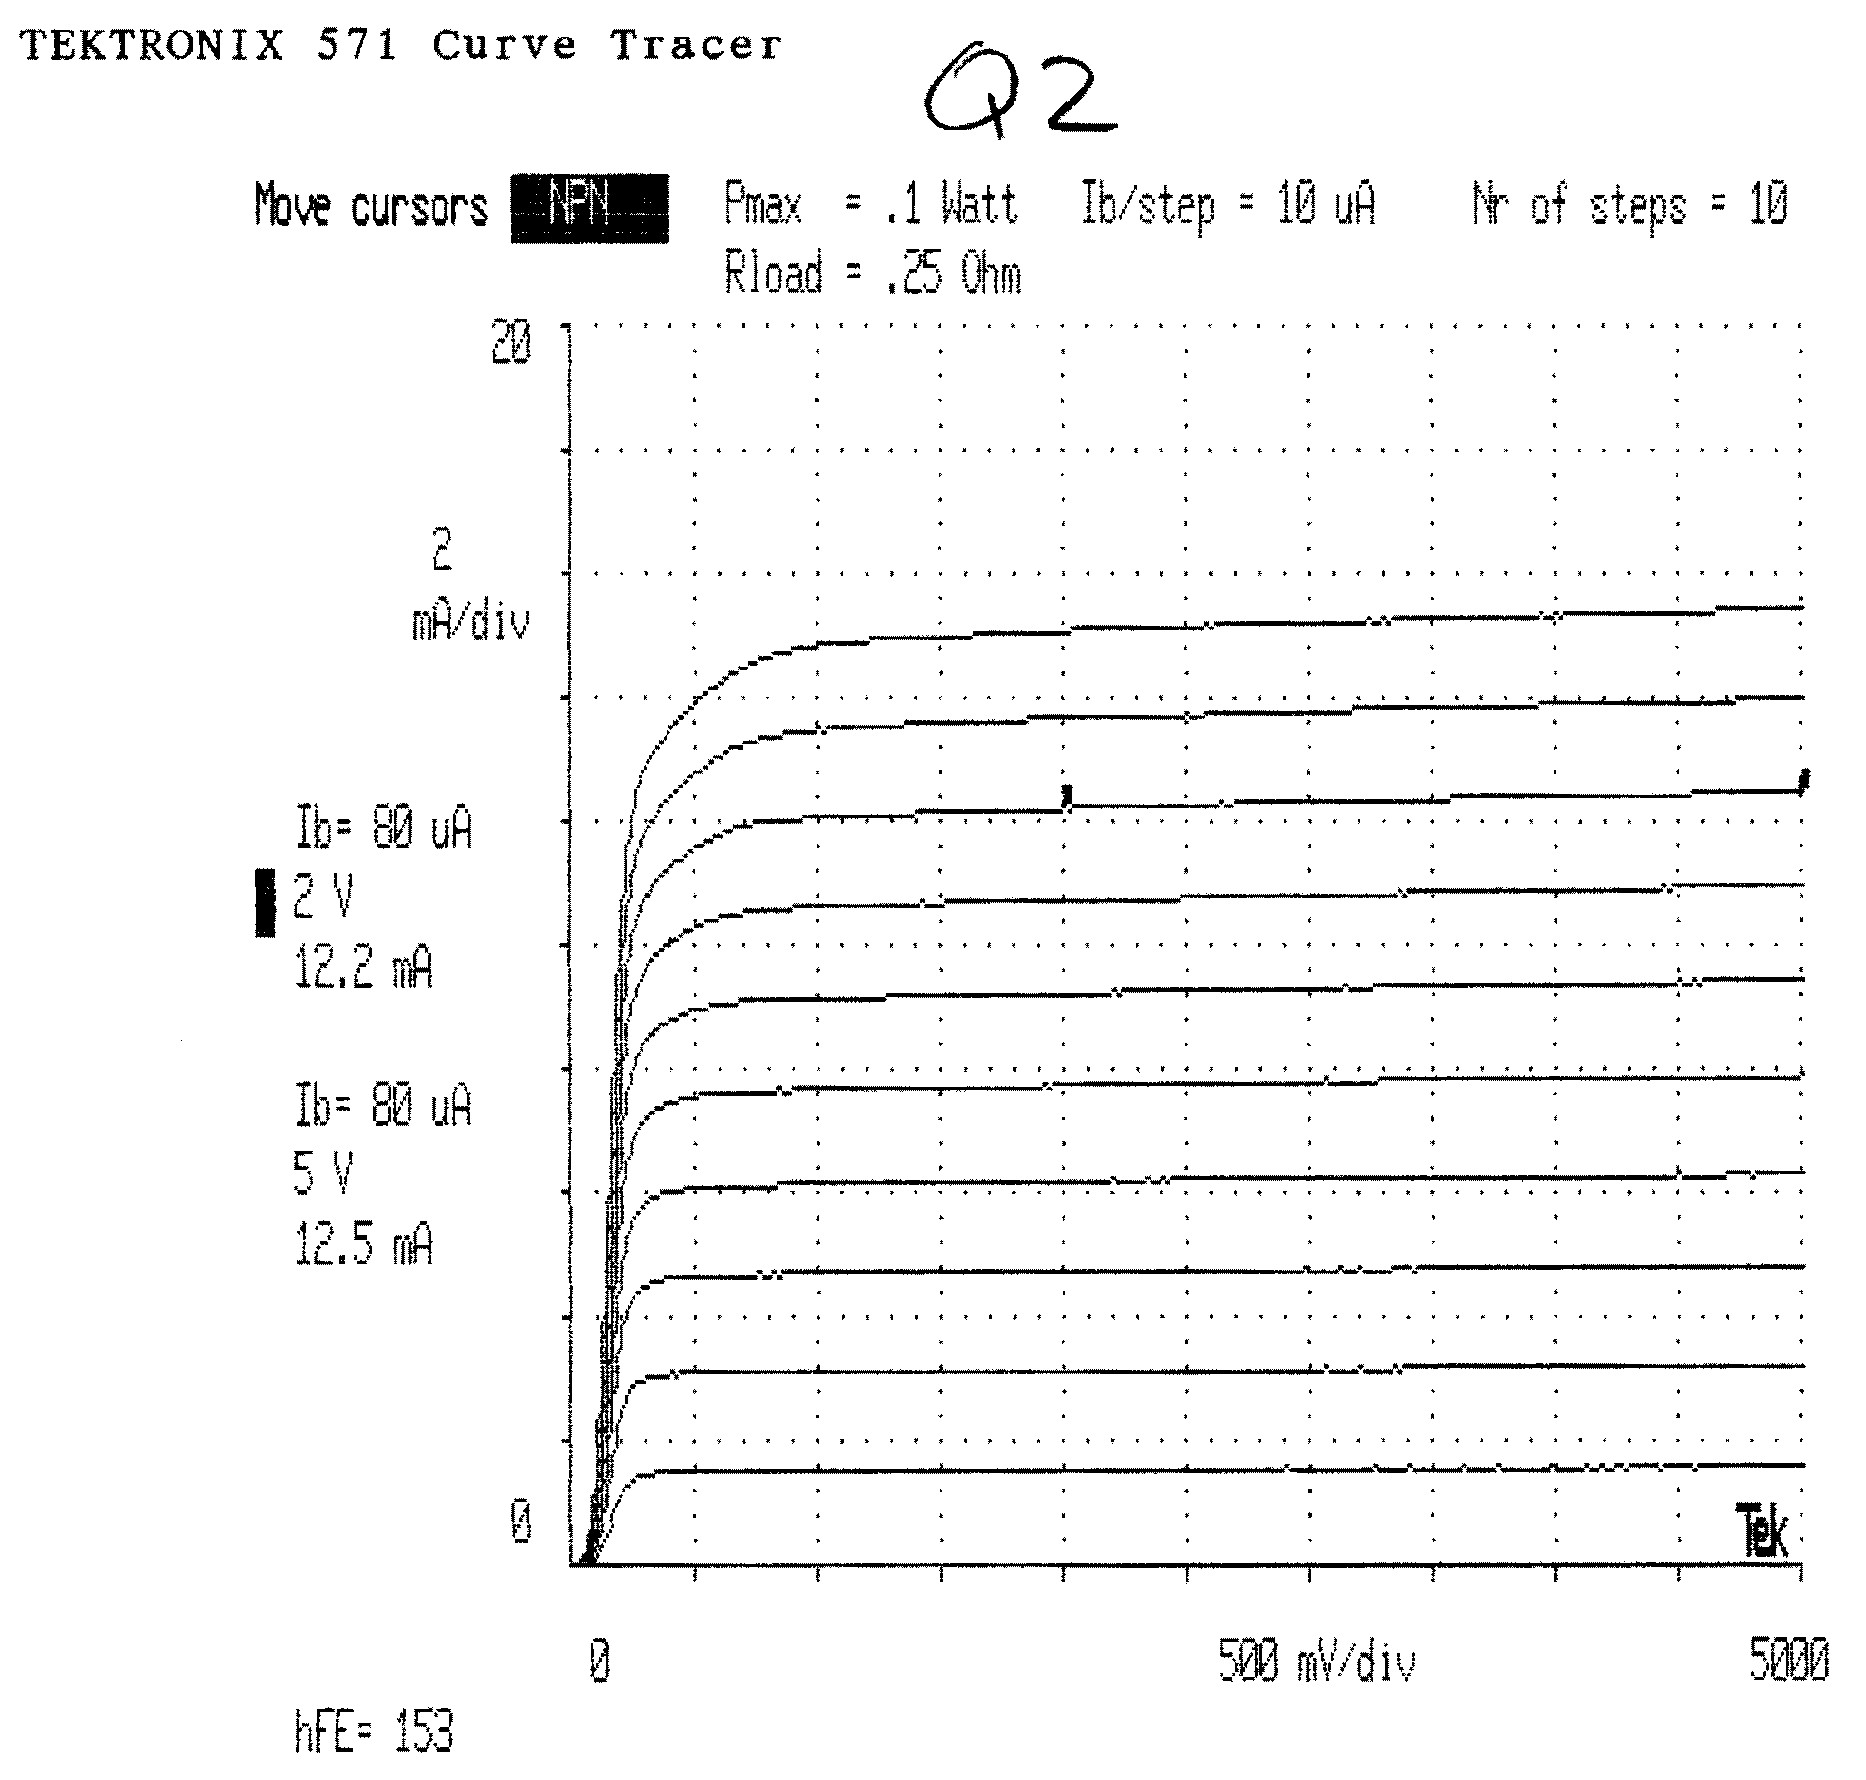 TEKTRONIX 571 Curve Tracer
Q2
Move cursors NPN Pmax = .1 Watt Ib/step = 10 uA Nr of steps = 10
Rload = .25 Ohm
20
2
mA/div
Ib= 80 uA
2 V
12.2 mA
Ib= 80 uA
5 V
12.5 mA
0
Tek
0 500 mV/div 5000
hFE= 153